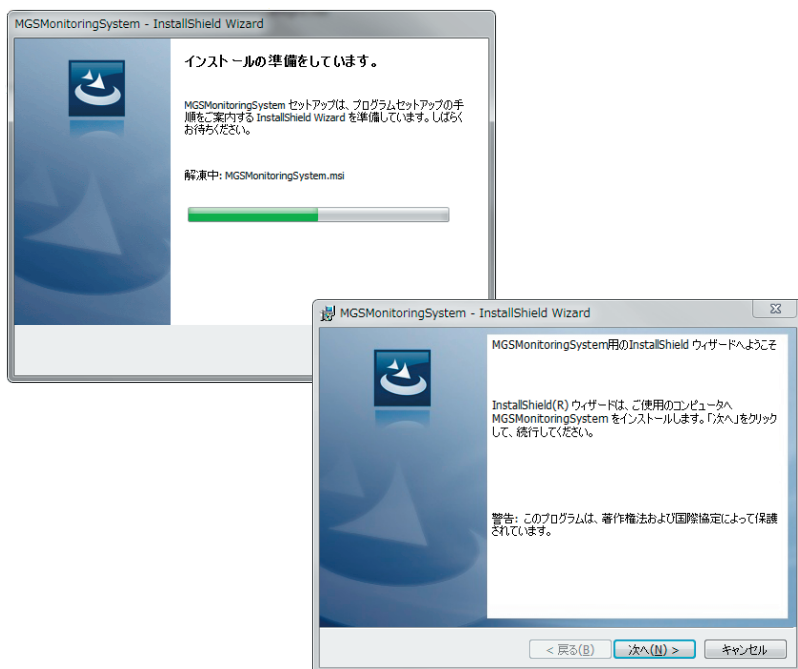 MGSMonitoringSystem - InstallShield Wizard
インストールの準備をしています。
MGSMonitoringSystem セットアップは、プログラムセットアップの手
順をご案内する InstallShield Wizard を準備しています。しばらく
お待ちください。
解凍中: MGSMonitoringSystem.msi
MGSMonitoringSystem - InstallShield Wizard
MGSMonitoringSystem用のInstallShield ウィザードへようこそ
InstallShield(R) ウィザードは、ご使用のコンピュータへ
MGSMonitoringSystem をインストールします。「次へ」をクリック
して、続行してください。
警告: このプログラムは、著作権法および国際協定によって保護
されています。
< 戻る(B) 次へ(N) > キャンセル